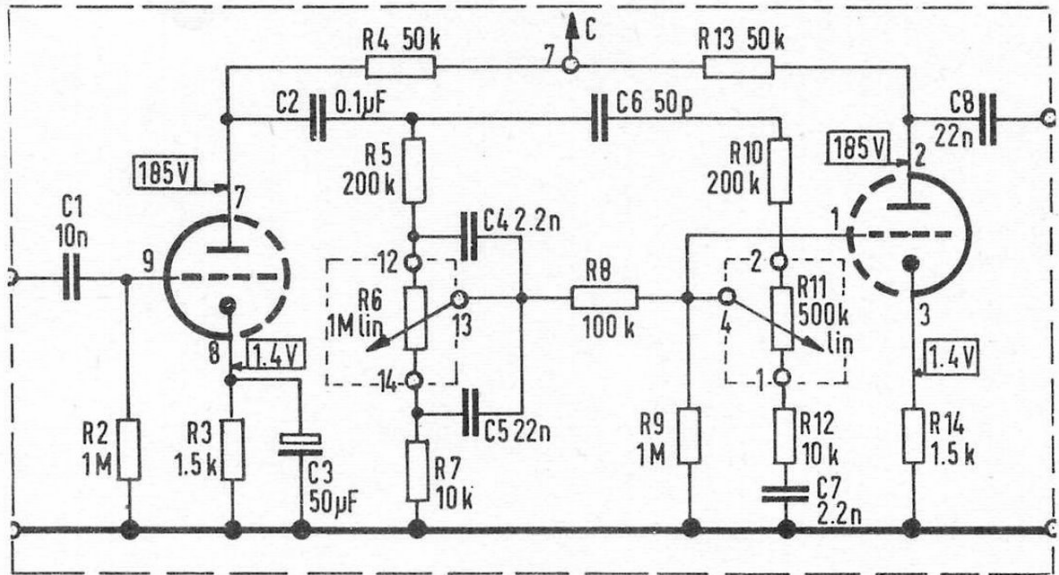 C
R4 50k
7
R13 50k
C2 0.1µF
C6 50p
C8
22n
185V
7
R5
200k
R10
200k
185V
2
C1
10n
9
C4 2.2n
1
12
2
R6
1M lin
13
R8
100k
4
R11
500k
lin
3
8
1.4V
14
1
1.4V
R2
1M
R3
1.5k
C3
50µF
C5 22n
R7
10k
R9
1M
R12
10k
C7
2.2n
R14
1.5k